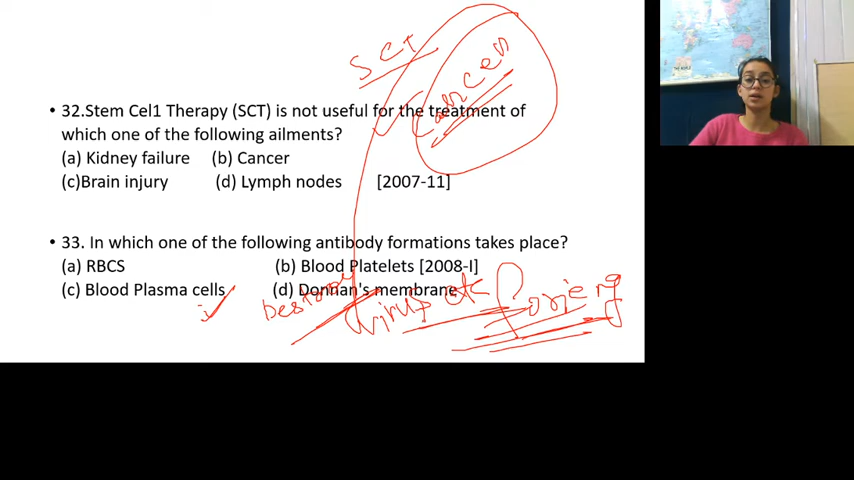 SCT
Cancer
• 32.Stem Cel1 Therapy (SCT) is not useful for the treatment of
which one of the following ailments?
(a) Kidney failure (b) Cancer
(c)Brain injury (d) Lymph nodes [2007-11]
• 33. In which one of the following antibody formations takes place?
(a) RBCS (b) Blood Platelets [2008-I]
(c) Blood Plasma cells (d) Donnan's membrane
Destroy Virus